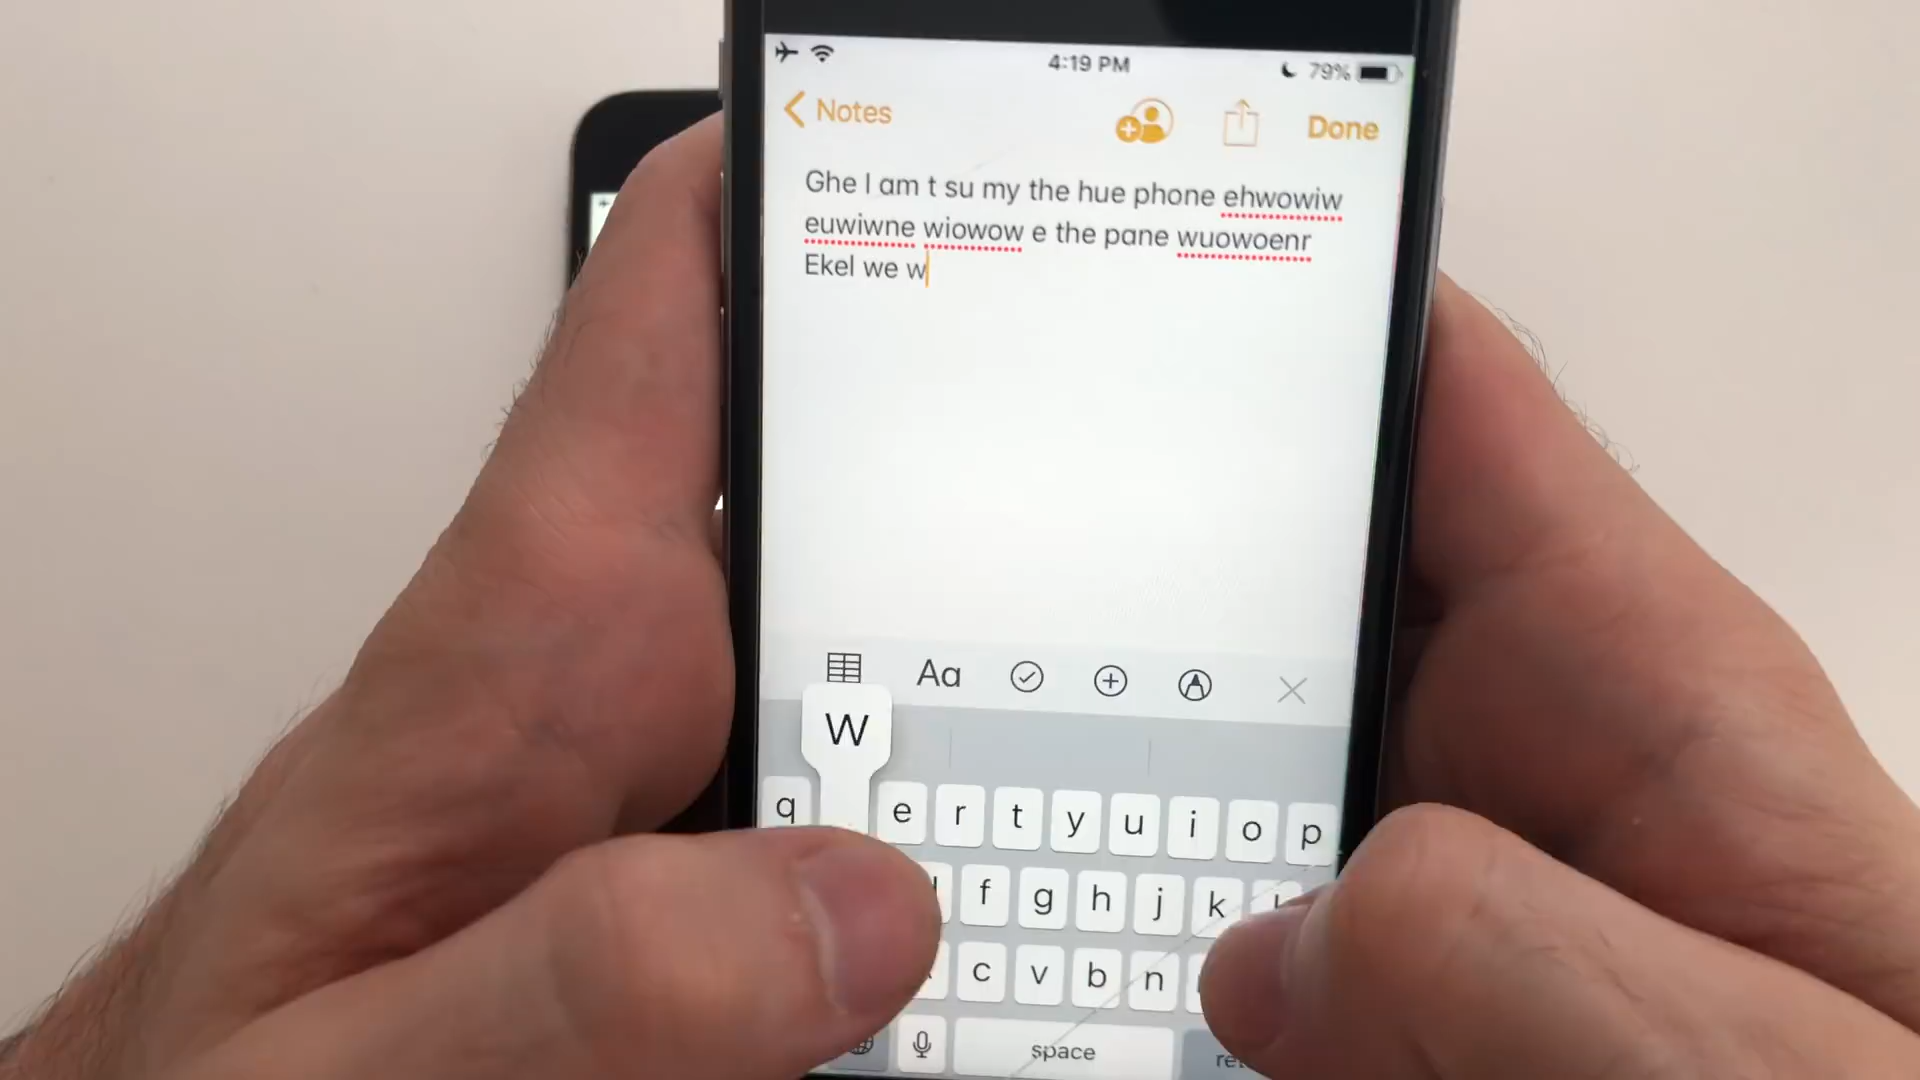 4:19 PM
79%
Notes
Done
Ghe I am t su my the hue phone ehwowiw
euwiwne wiowow e the pane wuowoenr
Ekel we w
Aa
W
q e r t y u i o p
f g h j k
c v b n
space